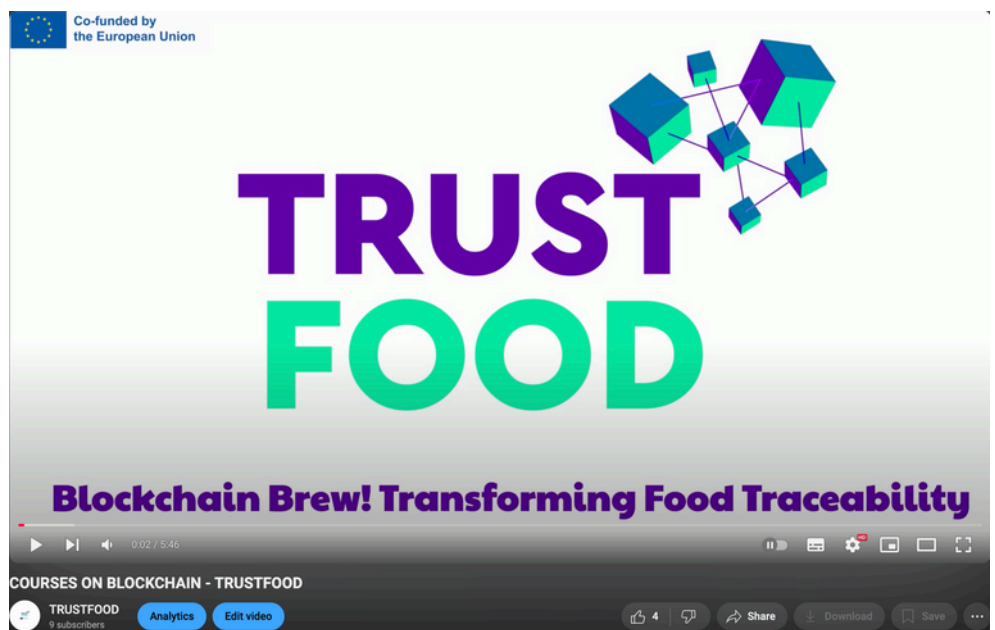 Co-funded by
the European Union
TRUST
FOOD
Blockchain Brew! Transforming Food Traceability
0:02 / 5:46
HD
COURSES ON BLOCKCHAIN - TRUSTFOOD
TRUSTFOOD
9 subscribers
Analytics
Edit video
4
Share
Download
Save